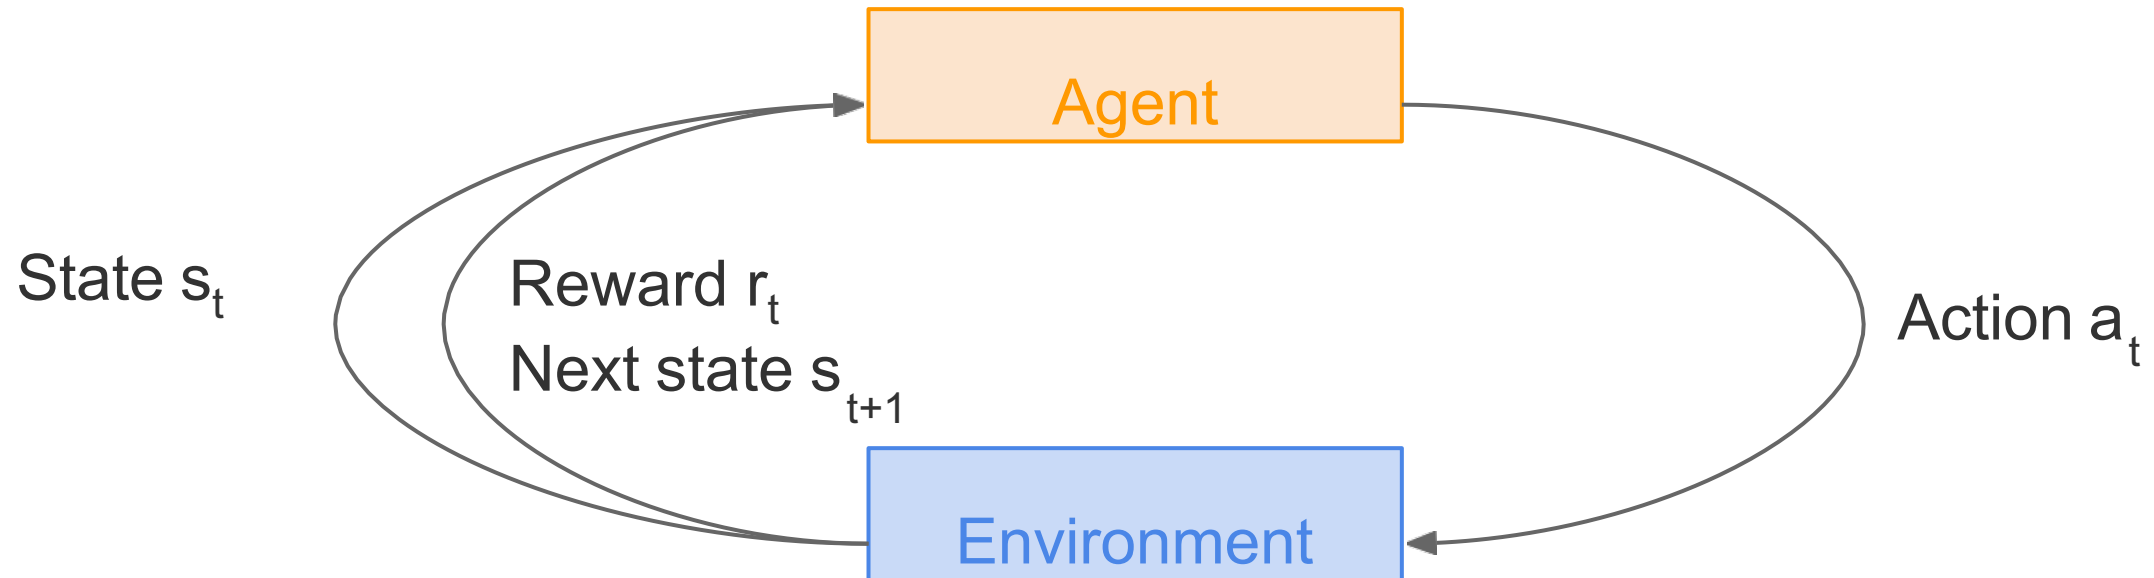 Agent
State sₜ
Reward rₜ
Next state sₜ₊₁
Action aₜ
Environment